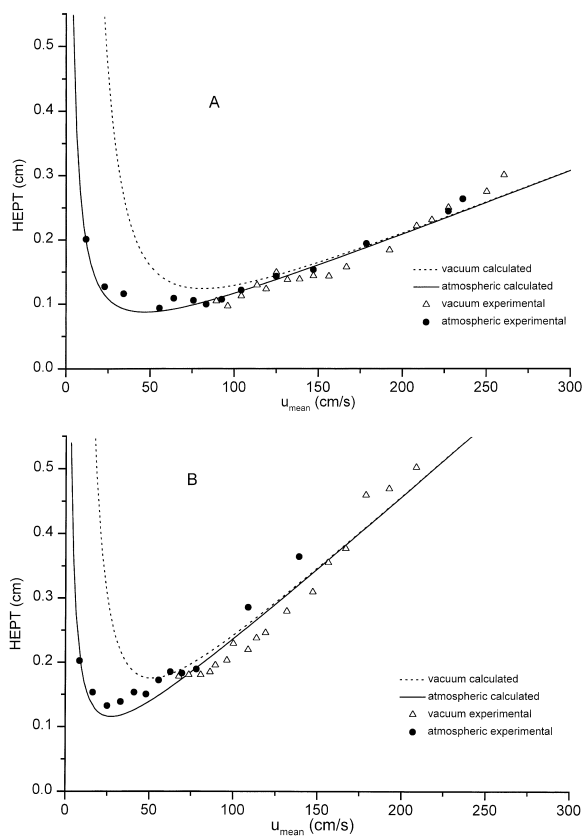 0.5
A
0.4
HEPT (cm)
0.3
0.2
vacuum calculated
atmospheric calculated
vacuum experimental
0.1
atmospheric experimental
0.0
0 50 100 150 200 250 300
umean (cm/s)
0.5
B
0.4
HEPT (cm)
0.3
0.2
vacuum calculated
atmospheric calculated
vacuum experimental
0.1
atmospheric experimental
0.0
0 50 100 150 200 250 300
umean (cm/s)